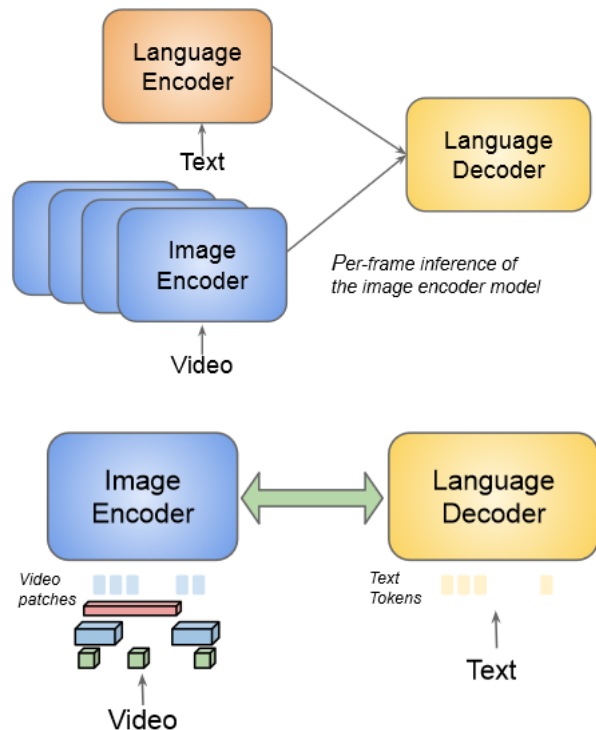 Language
Encoder
Text
Language
Decoder
Image
Encoder
Per-frame inference of
the image encoder model
Video
Image
Encoder
Language
Decoder
Video
patches
Text
Tokens
Text
Video